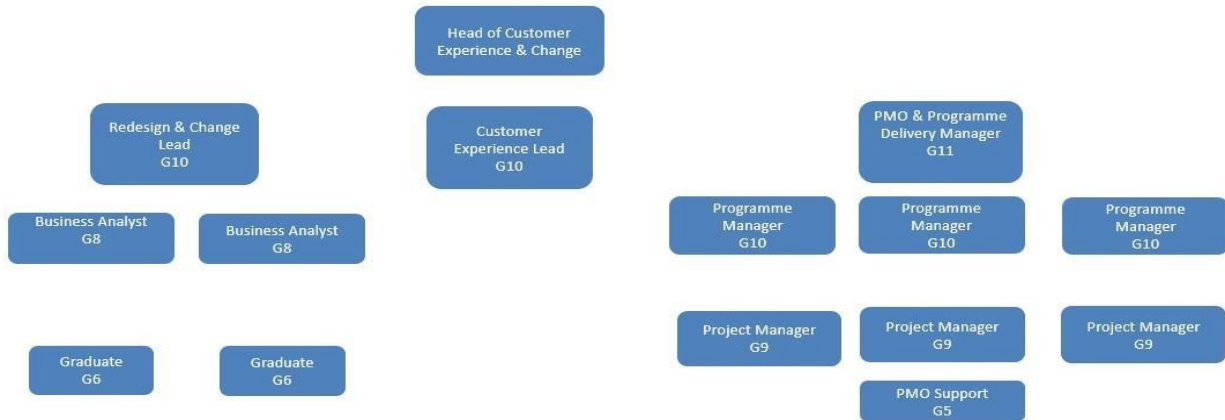 Head of Customer
Experience & Change
Redesign & Change
Lead
G10
Customer
Experience Lead
G10
PMO & Programme
Delivery Manager
G11
Business Analyst
G8
Business Analyst
G8
Programme
Manager
G10
Programme
Manager
G10
Programme
Manager
G10
Project Manager
G9
Project Manager
G9
Project Manager
G9
Graduate
G6
Graduate
G6
PMO Support
G5